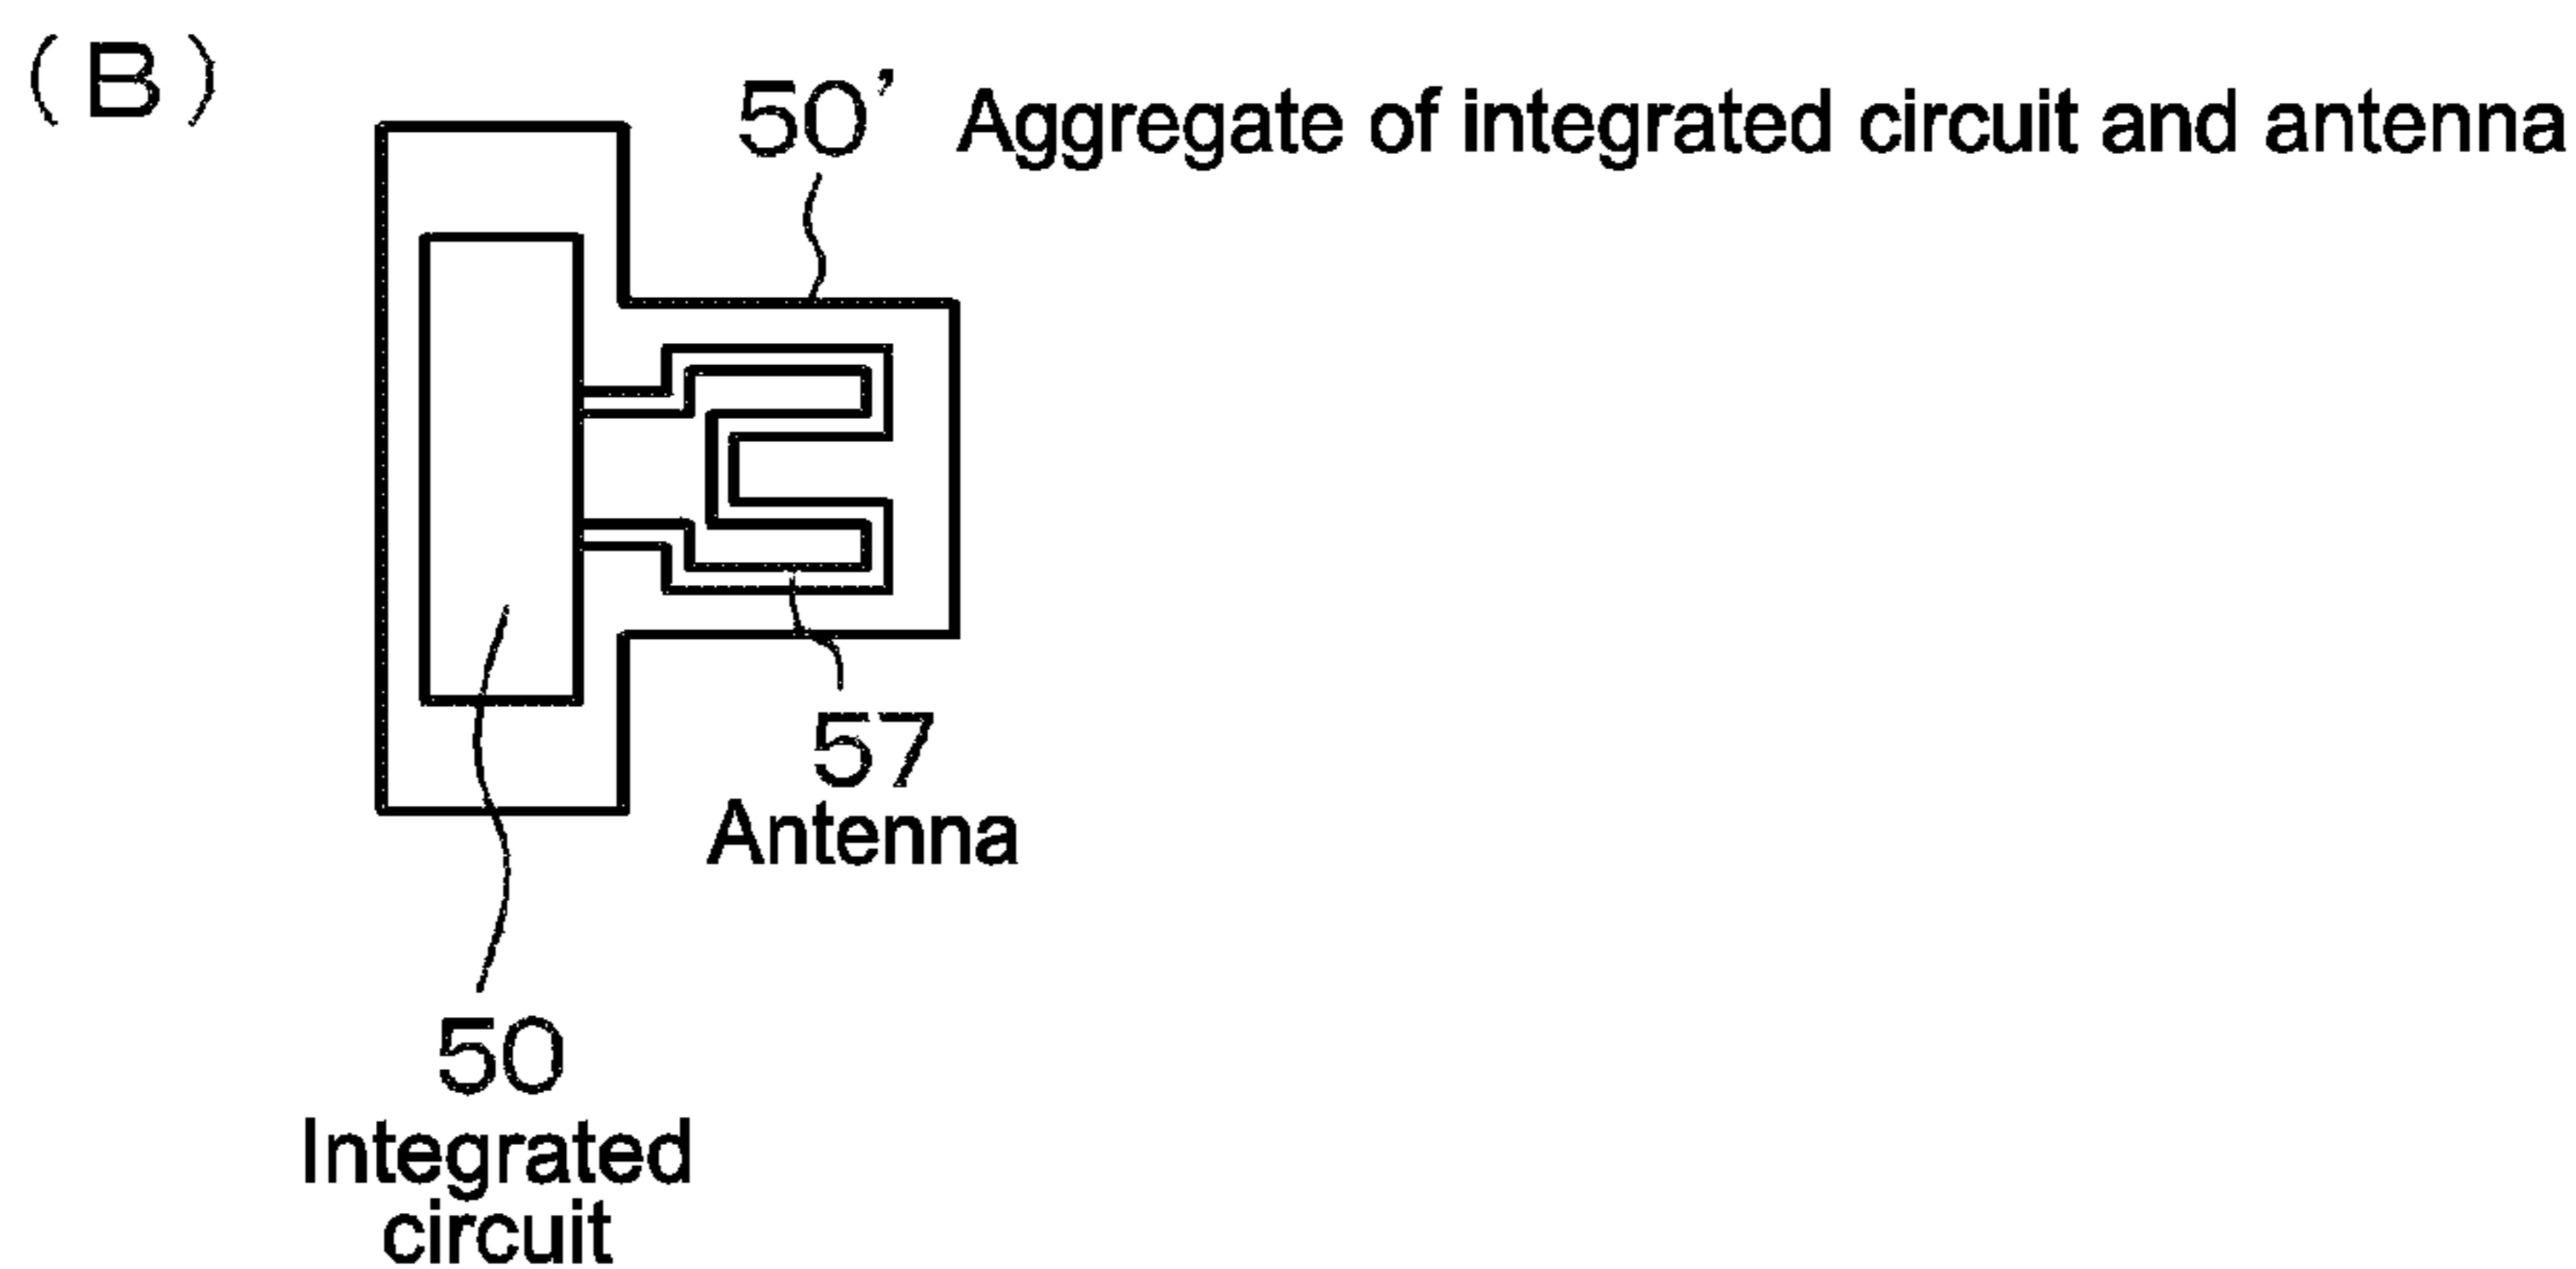 (B)
50’ Aggregate of integrated circuit and antenna
57
Antenna
50
Integrated
circuit